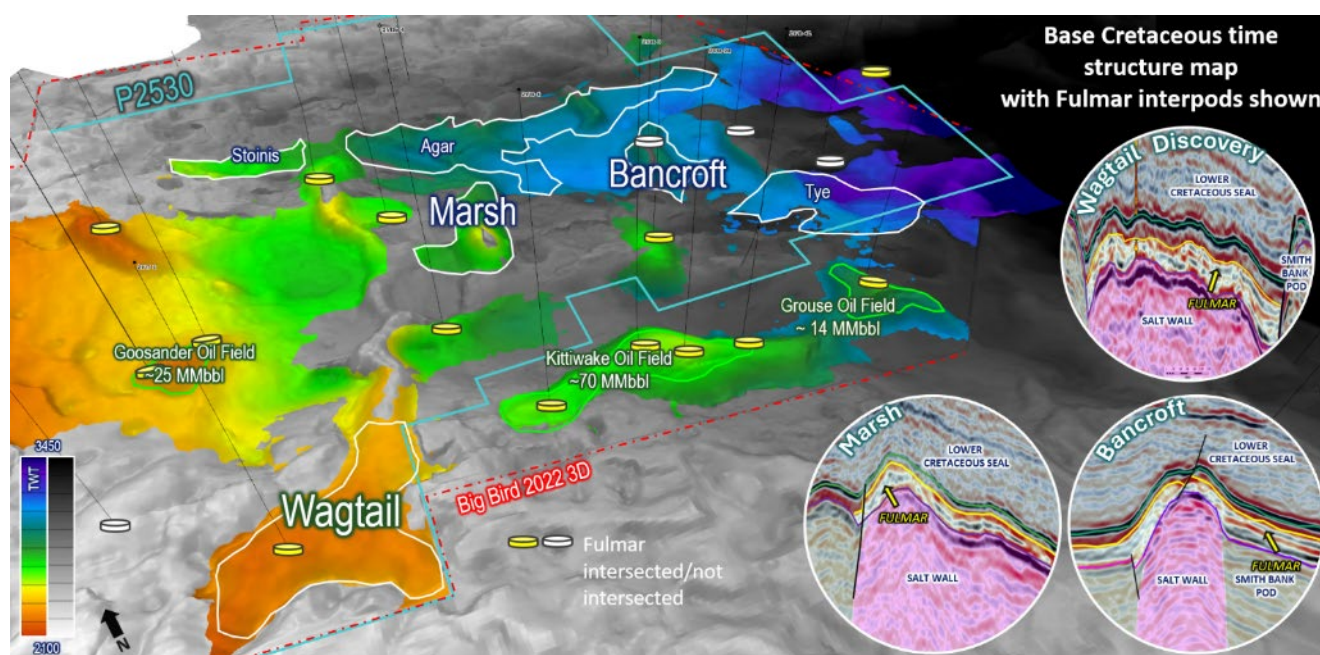 Base Cretaceous time
structure map
with Fulmar interpods shown
P2530
Stoinis
Agar
Bancroft
Marsh
Tye
Grouse Oil Field
~ 14 MMbbl
Goosander Oil Field
~25 MMbbl
Kittiwake Oil Field
~70 MMbbl
Wagtail
Big Bird 2022 3D
Fulmar
intersected/not
intersected
3450
TWT
2100
N
Wagtail Discovery
LOWER
CRETACEOUS SEAL
SMITH
BANK
POD
FULMAR
SALT WALL
Marsh
LOWER
CRETACEOUS SEAL
FULMAR
SALT WALL
Bancroft
LOWER
CRETACEOUS SEAL
FULMAR
SALT WALL
SMITH BANK
POD